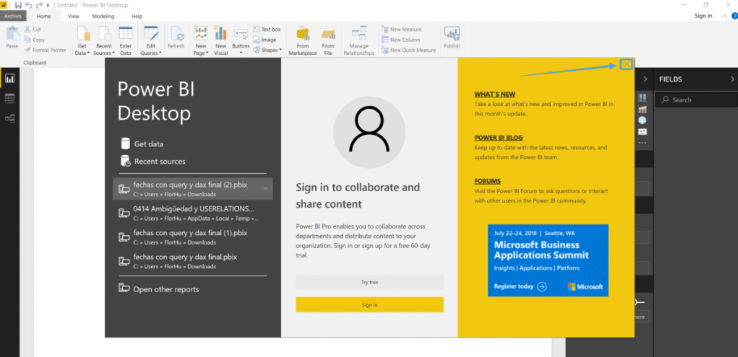 Untitled - Power BI Desktop
Archivo
Home
View
Modeling
Help
Sign in
Paste
Cut
Copy
Format Painter
Clipboard
Get Data
Recent Sources
Enter Data
Edit Queries
Refresh
New Page
New Visual
Buttons
Text box
Image
Shapes
From Marketplace
From File
Manage Relationships
New Measure
New Column
New Quick Measure
Publish
Power BI
Desktop
Get data
Recent sources
fechas con query y dax final (2).pbix
C: » Users » FlorHu » Downloads
0414 Ambigüedad y USERELATIONS...
C: » Users » FlorHu » AppData » Local » Temp » ...
fechas con query y dax final (1).pbix
C: » Users » FlorHu » Downloads
fechas con query y dax final.pbix
C: » Users » FlorHu » Downloads
Open other reports
Sign in to collaborate and
share content
Power BI Pro enables you to collaborate across
departments and distribute content to your
organization. Sign in or sign up for a free 60-day
trial.
Try free
Sign in
WHAT'S NEW
Take a look at what's new and improved in Power BI in
this month's update.
POWER BI BLOG
Keep up to date with the latest news, resources, and
updates from the Power BI team.
FORUMS
Visit the Power BI Forum to ask questions or interact
with other users in the Power BI community.
July 22–24, 2018 | Seattle, WA
Microsoft Business
Applications Summit
Insights | Applications | Platform
Register today
Microsoft
FIELDS
Search
here